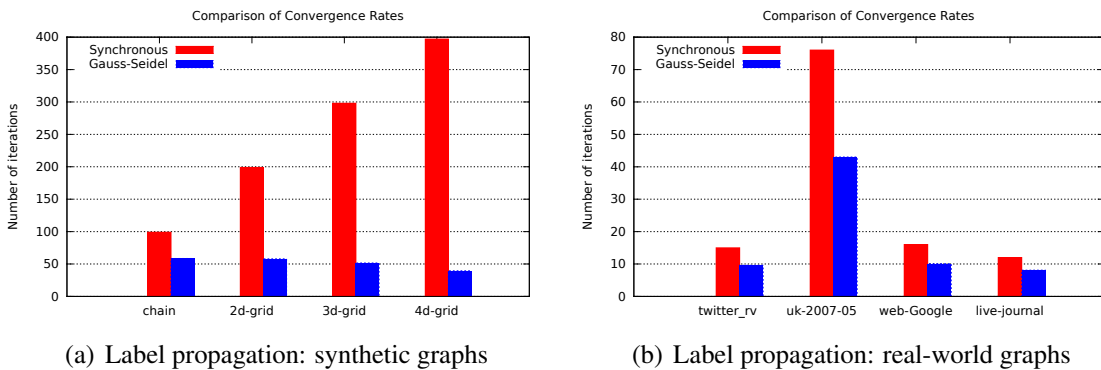 Comparison of Convergence Rates
Number of iterations
400
350
300
250
200
150
100
50
0
Synchronous
Gauss-Seidel
chain 2d-grid 3d-grid 4d-grid
(a) Label propagation: synthetic graphs
Comparison of Convergence Rates
Number of iterations
80
70
60
50
40
30
20
10
0
Synchronous
Gauss-Seidel
twitter_rv uk-2007-05 web-Google live-journal
(b) Label propagation: real-world graphs